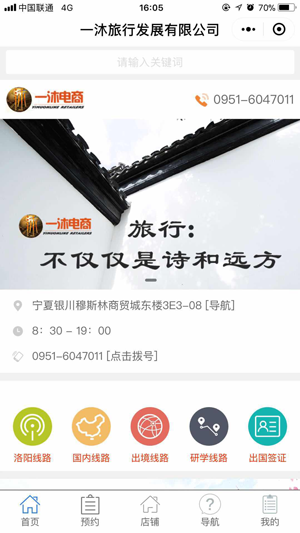 中国联通 4G 16:05 70%
一沐旅行发展有限公司
请输入关键词
一沐电商
YIMUONLINE RETAILERS
0951-6047011
一沐电商
YIMUONLINE RETAILERS
旅行:
不仅仅是诗和远方
宁夏银川穆斯林商贸城东楼3E3-08 [导航]
8：30 - 19：00
0951-6047011 [点击拨号]
洛阳线路 国内线路 出境线路 研学线路 出国签证
首页 预约 店铺 导航 我的